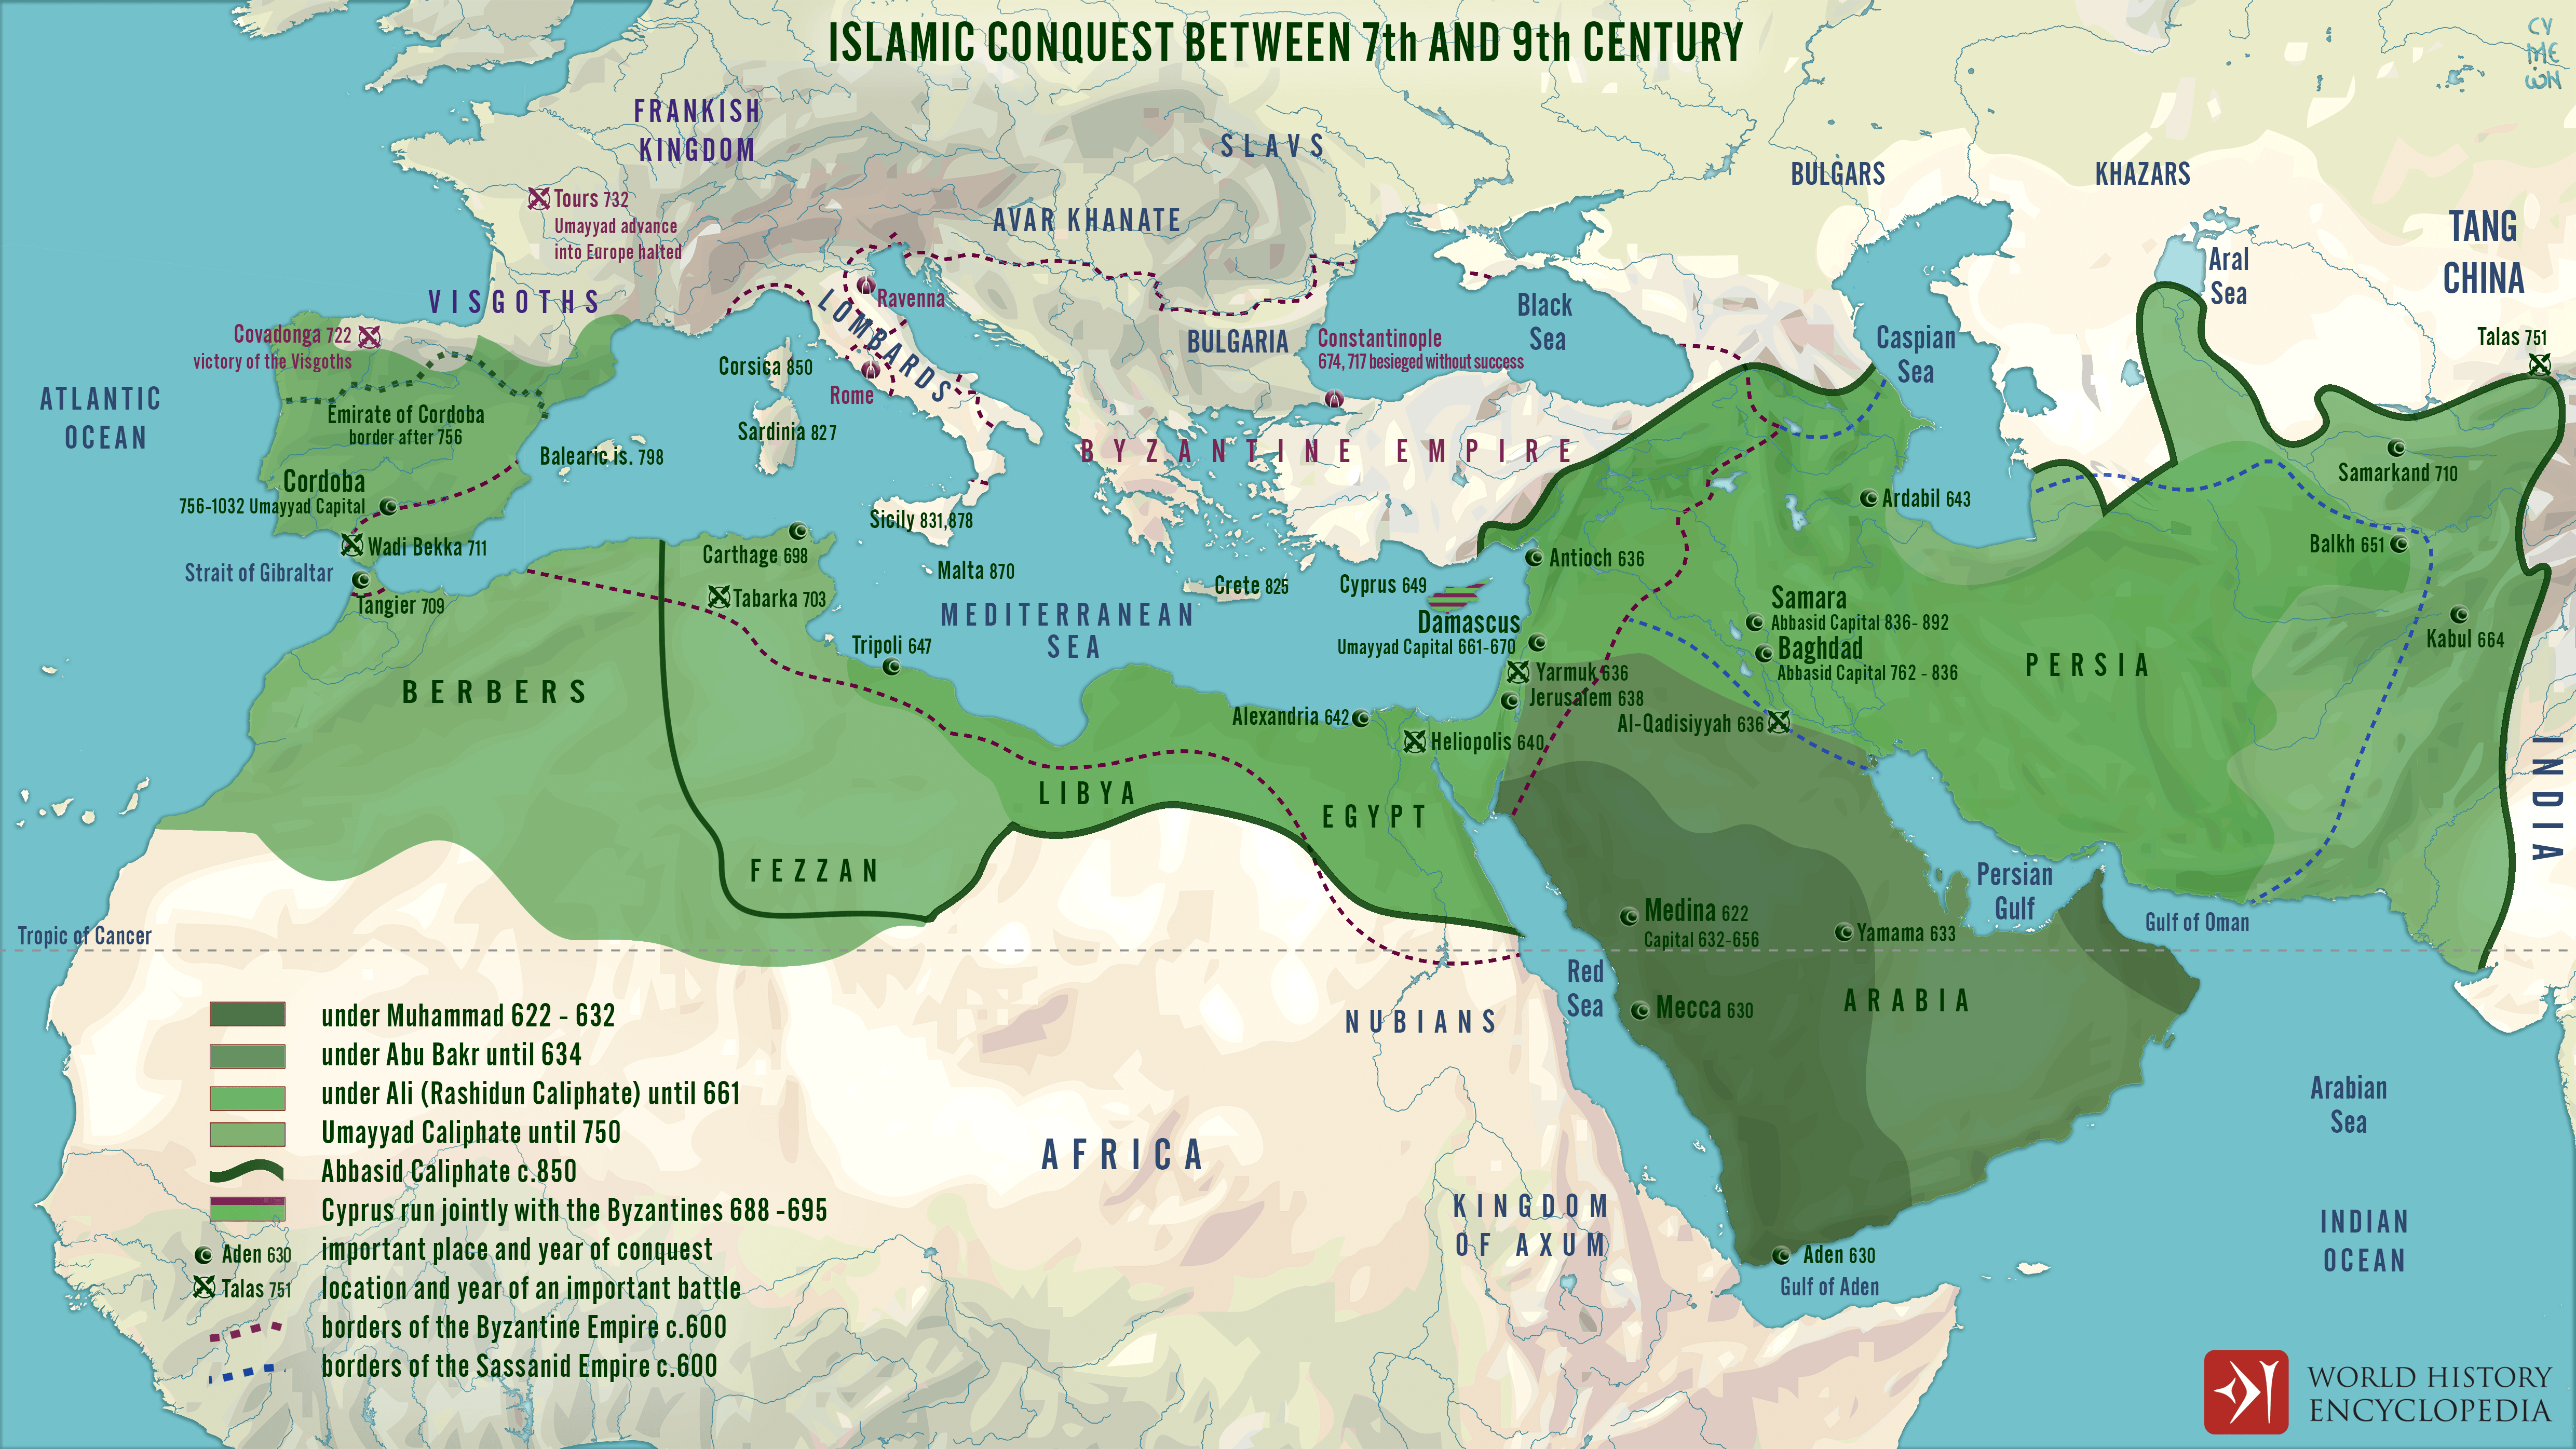 ISLAMIC CONQUEST BETWEEN 7th AND 9th CENTURY
CY
ME
ON
FRANKISH
KINGDOM
SLAVS
BULGARS
KHAZARS
TANG
CHINA
Tours 732
Umayyad advance
into Europe halted
AVAR KHANATE
Aral
Sea
VISGOTHS
Ravenna
LOMBARDS
Black
Sea
Caspian
Sea
Covadonga 722
victory of the Visgoths
BULGARIA
Constantinople
674, 717 besieged without success
Talas 751
Corsica 850
Rome
ATLANTIC
OCEAN
Emirate of Cordoba
border after 756
Sardinia 827
Balearic is. 798
BYZANTINE EMPIRE
Samarkand 710
Cordoba
756-1032 Umayyad Capital
Ardabil 643
Sicily 831,878
Wadi Bekka 711
Carthage 698
Antioch 636
Balkh 651
Strait of Gibraltar
Malta 870
Crete 825
Cyprus 649
Tangier 709
Tabarka 703
MEDITERRANEAN
SEA
Damascus
Umayyad Capital 661-670
Samara
Abbasid Capital 836- 892
Baghdad
Abbasid Capital 762 - 836
Kabul 664
Tripoli 647
Yarmuk 636
PERSIA
BERBERS
Jerusalem 638
Alexandria 642
Al-Qadisiyyah 636
Heliopolis 640
INDIA
LIBYA
EGYPT
FEZZAN
Persian
Gulf
Medina 622
Capital 632-656
Yamama 633
Gulf of Oman
Tropic of Cancer
Red
Sea
Mecca 630
ARABIA
NUBIANS
under Muhammad 622 - 632
under Abu Bakr until 634
under Ali (Rashidun Caliphate) until 661
Umayyad Caliphate until 750
Abbasid Caliphate c.850
Cyprus run jointly with the Byzantines 688 -695
Aden 630 important place and year of conquest
Talas 751 location and year of an important battle
borders of the Byzantine Empire c.600
borders of the Sassanid Empire c.600
AFRICA
Arabian
Sea
KINGDOM
OF AXUM
INDIAN
OCEAN
Aden 630
Gulf of Aden
WORLD HISTORY
ENCYCLOPEDIA